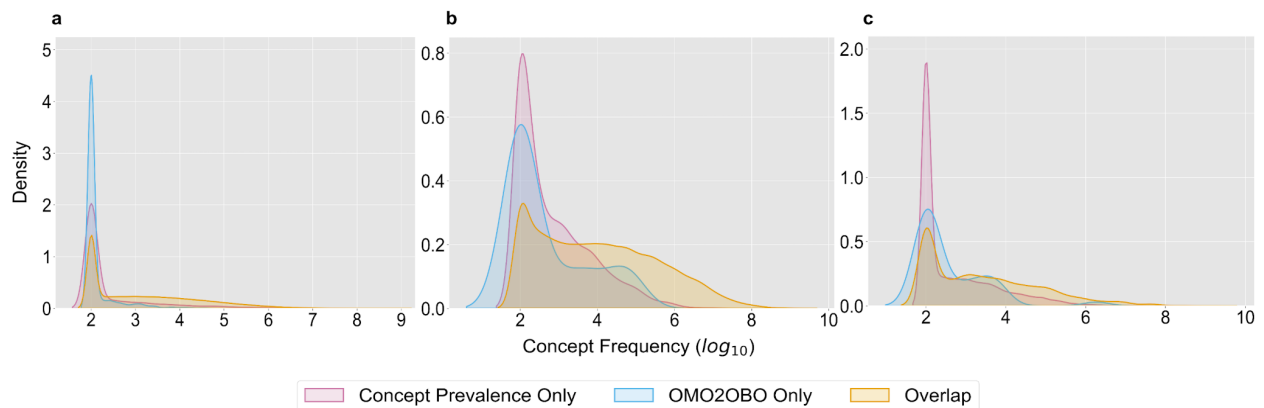 a b c
5
4
3
2
1
0
2 3 4 5 6 7 8 9
0.8
0.6
0.4
0.2
0.0
2 4 6 8 10
2.0
1.5
1.0
0.5
0.0
2 4 6 8 10
Density
Concept Frequency (log₁₀)
Concept Prevalence Only OMO2OBO Only Overlap